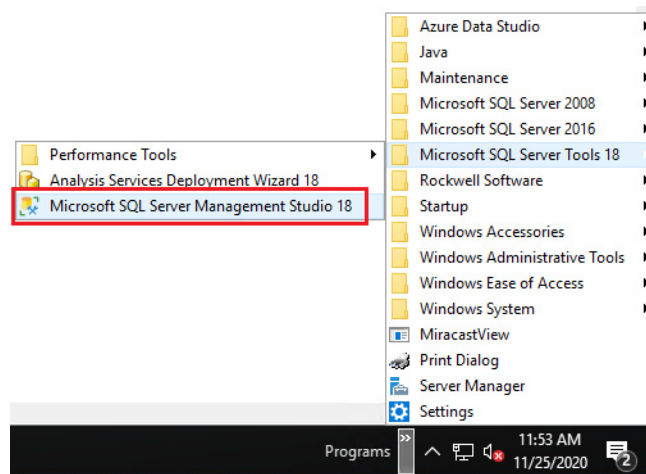 Azure Data Studio
Java
Maintenance
Microsoft SQL Server 2008
Microsoft SQL Server 2016
Microsoft SQL Server Tools 18
Rockwell Software
Startup
Windows Accessories
Windows Administrative Tools
Windows Ease of Access
Windows System
MiracastView
Print Dialog
Server Manager
Settings
Performance Tools
Analysis Services Deployment Wizard 18
Microsoft SQL Server Management Studio 18
Programs
11:53 AM
11/25/2020
2